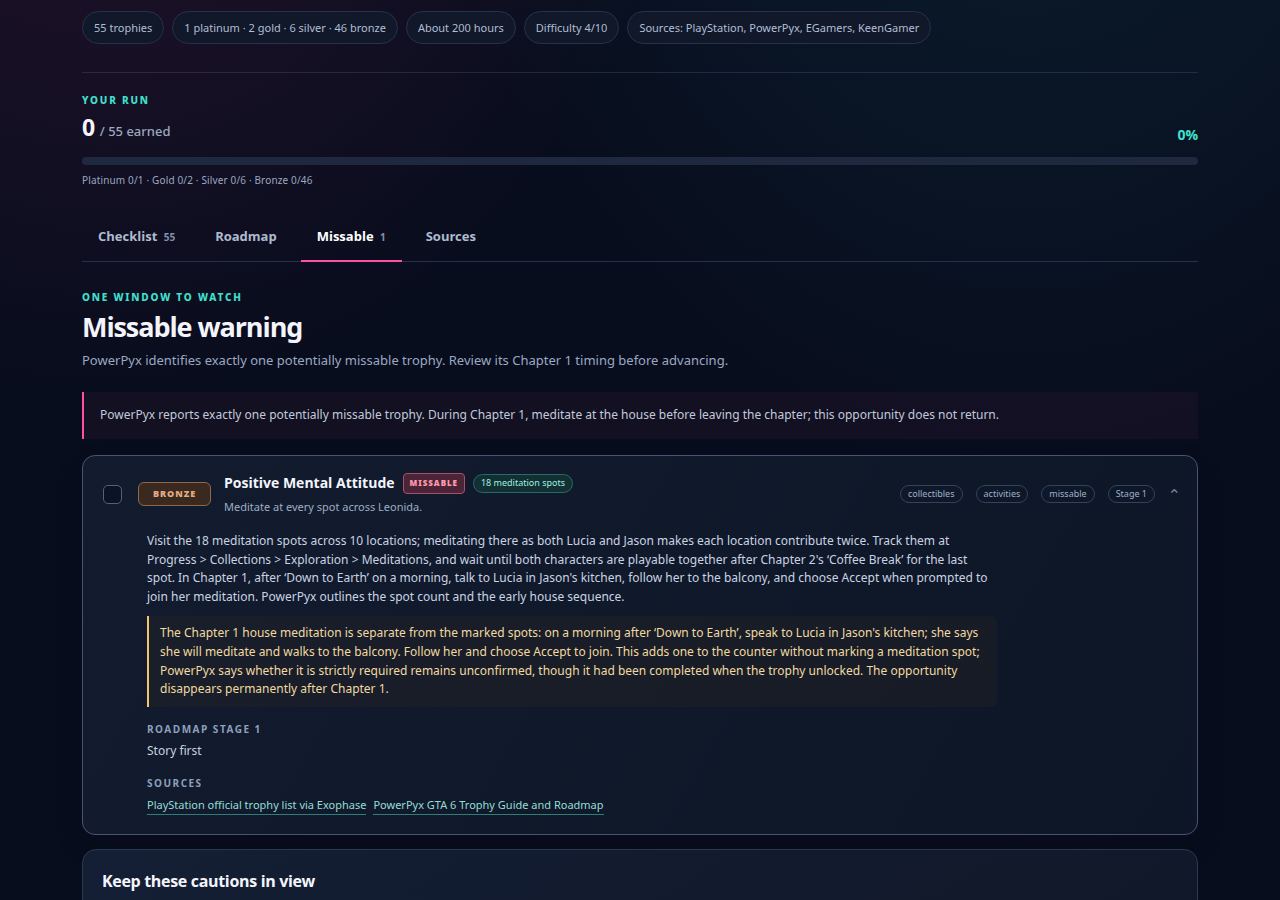 55 trophies
1 platinum · 2 gold · 6 silver · 46 bronze
About 200 hours
Difficulty 4/10
Sources: PlayStation, PowerPyx, EGamers, KeenGamer
YOUR RUN
0 / 55 earned
0%
Platinum 0/1 · Gold 0/2 · Silver 0/6 · Bronze 0/46
Checklist 55
Roadmap
Missable 1
Sources
ONE WINDOW TO WATCH
Missable warning
PowerPyx identifies exactly one potentially missable trophy. Review its Chapter 1 timing before advancing.
PowerPyx reports exactly one potentially missable trophy. During Chapter 1, meditate at the house before leaving the chapter; this opportunity does not return.
BRONZE
Positive Mental Attitude
MISSABLE
18 meditation spots
Meditate at every spot across Leonida.
collectibles
activities
missable
Stage 1
Visit the 18 meditation spots across 10 locations; meditating there as both Lucia and Jason makes each location contribute twice. Track them at
Progress > Collections > Exploration > Meditations, and wait until both characters are playable together after Chapter 2's ‘Coffee Break’ for the last
spot. In Chapter 1, after ‘Down to Earth’ on a morning, talk to Lucia in Jason's kitchen, follow her to the balcony, and choose Accept when prompted to
join her meditation. PowerPyx outlines the spot count and the early house sequence.
The Chapter 1 house meditation is separate from the marked spots: on a morning after ‘Down to Earth’, speak to Lucia in Jason's kitchen; she says
she will meditate and walks to the balcony. Follow her and choose Accept to join. This adds one to the counter without marking a meditation spot;
PowerPyx says whether it is strictly required remains unconfirmed, though it had been completed when the trophy unlocked. The opportunity
disappears permanently after Chapter 1.
ROADMAP STAGE 1
Story first
SOURCES
PlayStation official trophy list via Exophase
PowerPyx GTA 6 Trophy Guide and Roadmap
Keep these cautions in view